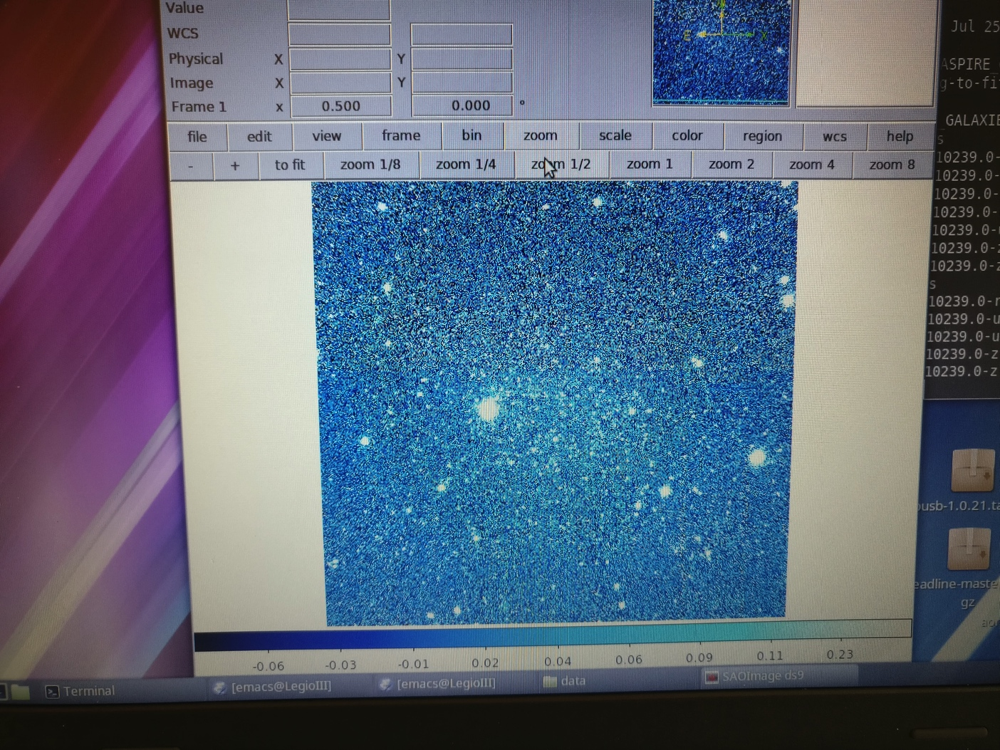 Value
WCS
Physical X Y
Image X Y
Frame 1 x 0.500 0.000 °
E X
file edit view frame bin zoom scale color region wcs help
- + to fit zoom 1/8 zoom 1/4 zoom 1/2 zoom 1 zoom 2 zoom 4 zoom 8
-0.06 -0.03 -0.01 0.02 0.04 0.06 0.09 0.11 0.23
Jul 25
ASPIRE_
g-to-fi
_GALAXIE
s
10239.0-
10239.0-
10239.0-
10239.0-
10239.0-
10239.0-z
10239.0-z
s
10239.0-r
10239.0-u
10239.0-u
10239.0-z
10239.0-z
usb-1.0.21.ta
eadline-maste
gz
Terminal [emacs@LegioIII] [emacs@LegioIII] data SAOImage ds9